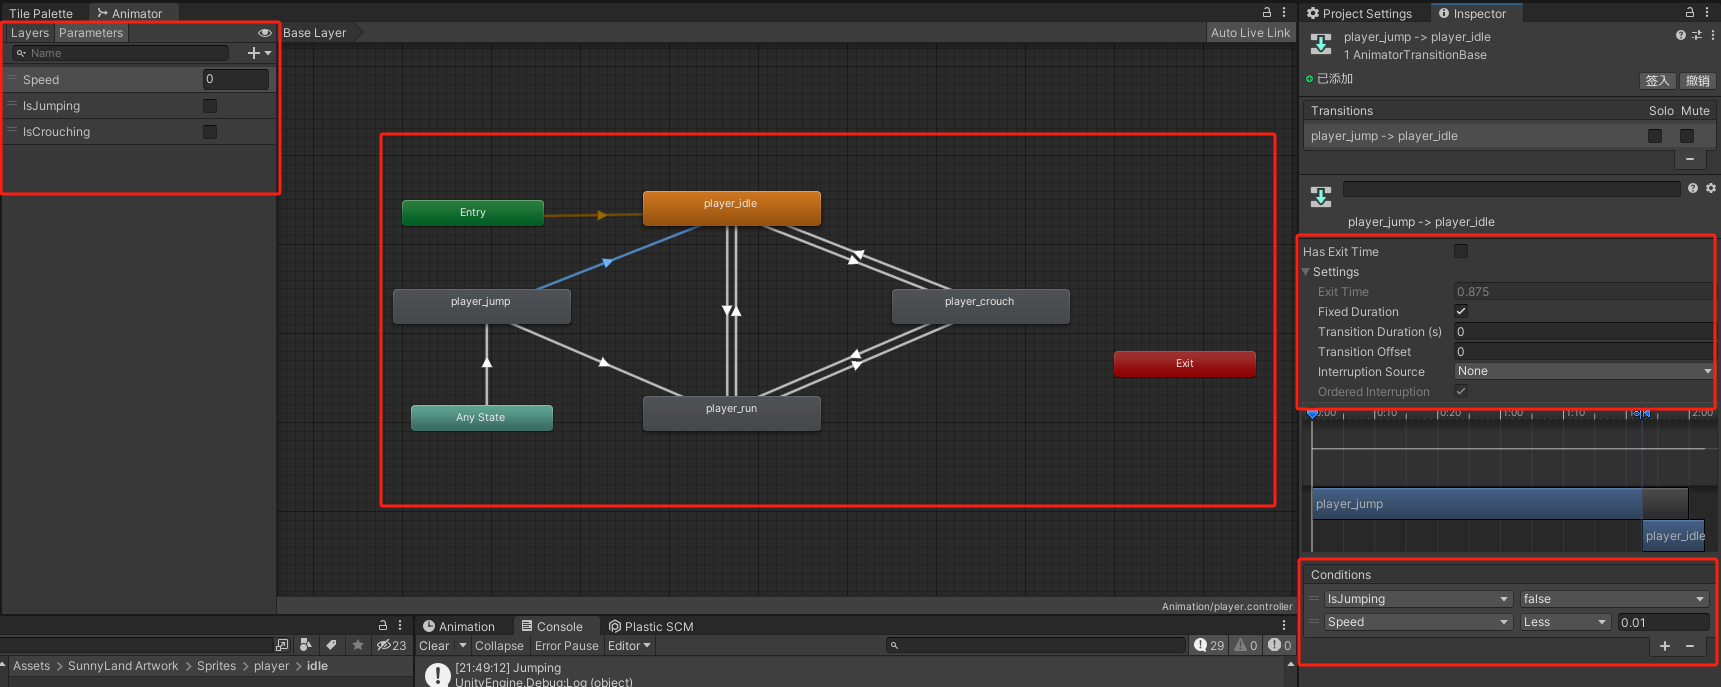 Tile Palette
Animator
Layers Parameters
Name
Speed 0
IsJumping
IsCrouching
Base Layer
Auto Live Link
Entry
player_idle
player_jump
player_crouch
Exit
Any State
player_run
Animation/player.controller
Project Settings
Inspector
player_jump -> player_idle
1 AnimatorTransitionBase
已添加
签入 撤销
Transitions Solo Mute
player_jump -> player_idle
player_jump -> player_idle
Has Exit Time
Settings
Exit Time 0.875
Fixed Duration
Transition Duration (s) 0
Transition Offset 0
Interruption Source None
Ordered Interruption
0:00 0:10 1:00 1:10 2:00
player_jump
player_idle
Conditions
IsJumping false
Speed Less 0.01
23
Assets > SunnyLand Artwork > Sprites > player > idle
Animation
Console
Plastic SCM
Clear Collapse Error Pause Editor
29 0 0
[21:49:12] Jumping
UnityEngine.Debug:Log (object)